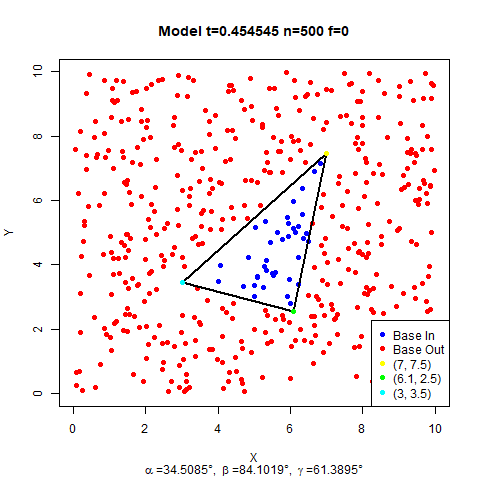 Model t=0.454545 n=500 f=0
Y
10
8
6
4
2
0
0 2 4 6 8 10
X
α=34.5085°, β=84.1019°, γ=61.3895°
Base In
Base Out
(7, 7.5)
(6.1, 2.5)
(3, 3.5)